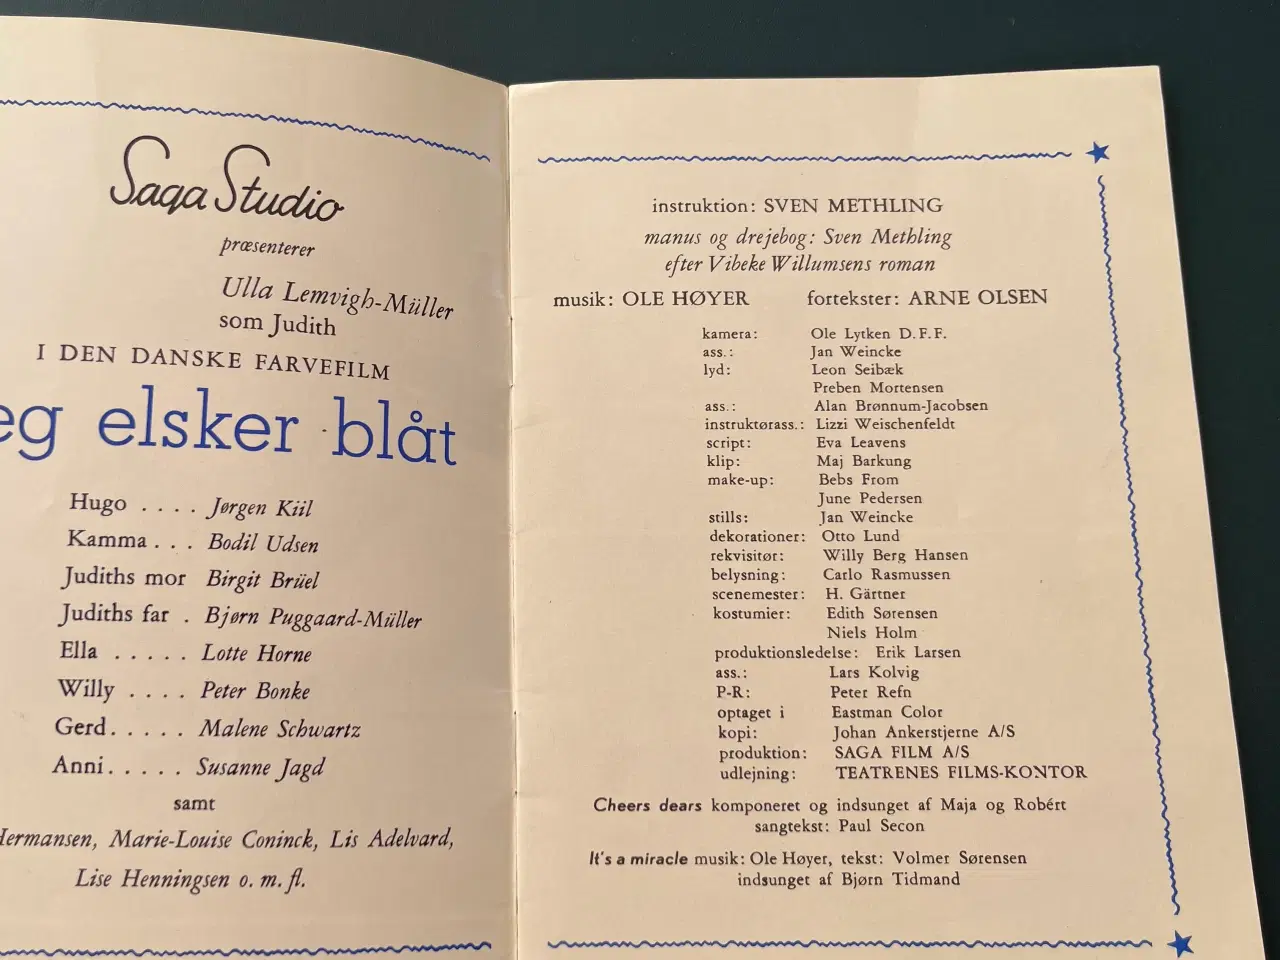 Saga Studio
præsenterer
Ulla Lemvigh-Müller
som Judith
I DEN DANSKE FARVEFILM
eg elsker blåt
Hugo . . . . Jørgen Kiil
Kamma . . . Bodil Udsen
Judiths mor Birgit Brüel
Judiths far . Bjørn Puggaard-Müller
Ella . . . . . Lotte Horne
Willy . . . . Peter Bonke
Gerd . . . . . Malene Schwartz
Anni . . . . . Susanne Jagd
samt
Hermansen, Marie-Louise Coninck, Lis Adelvard,
Lise Henningsen o. m. fl.
instruktion: SVEN METHLING
manus og drejebog: Sven Methling
efter Vibeke Willumsens roman
musik: OLE HØYER fortekster: ARNE OLSEN
kamera: Ole Lytken D.F.F.
ass.: Jan Weincke
lyd: Leon Seibæk
Preben Mortensen
ass.: Alan Brønnum-Jacobsen
instruktørass.: Lizzi Weischenfeldt
script: Eva Leavens
klip: Maj Barkung
make-up: Bebs From
June Pedersen
stills: Jan Weincke
dekorationer: Otto Lund
rekvisitør: Willy Berg Hansen
belysning: Carlo Rasmussen
scenemester: H. Gärtner
kostumier: Edith Sørensen
Niels Holm
produktionsledelse: Erik Larsen
ass.: Lars Kolvig
P-R: Peter Refn
optaget i Eastman Color
kopi: Johan Ankerstjerne A/S
produktion: SAGA FILM A/S
udlejning: TEATRENES FILMS-KONTOR
Cheers dears komponeret og indsunget af Maja og Robért
sangtekst: Paul Secon
It's a miracle musik: Ole Høyer, tekst: Volmer Sørensen
indsunget af Bjørn Tidmand